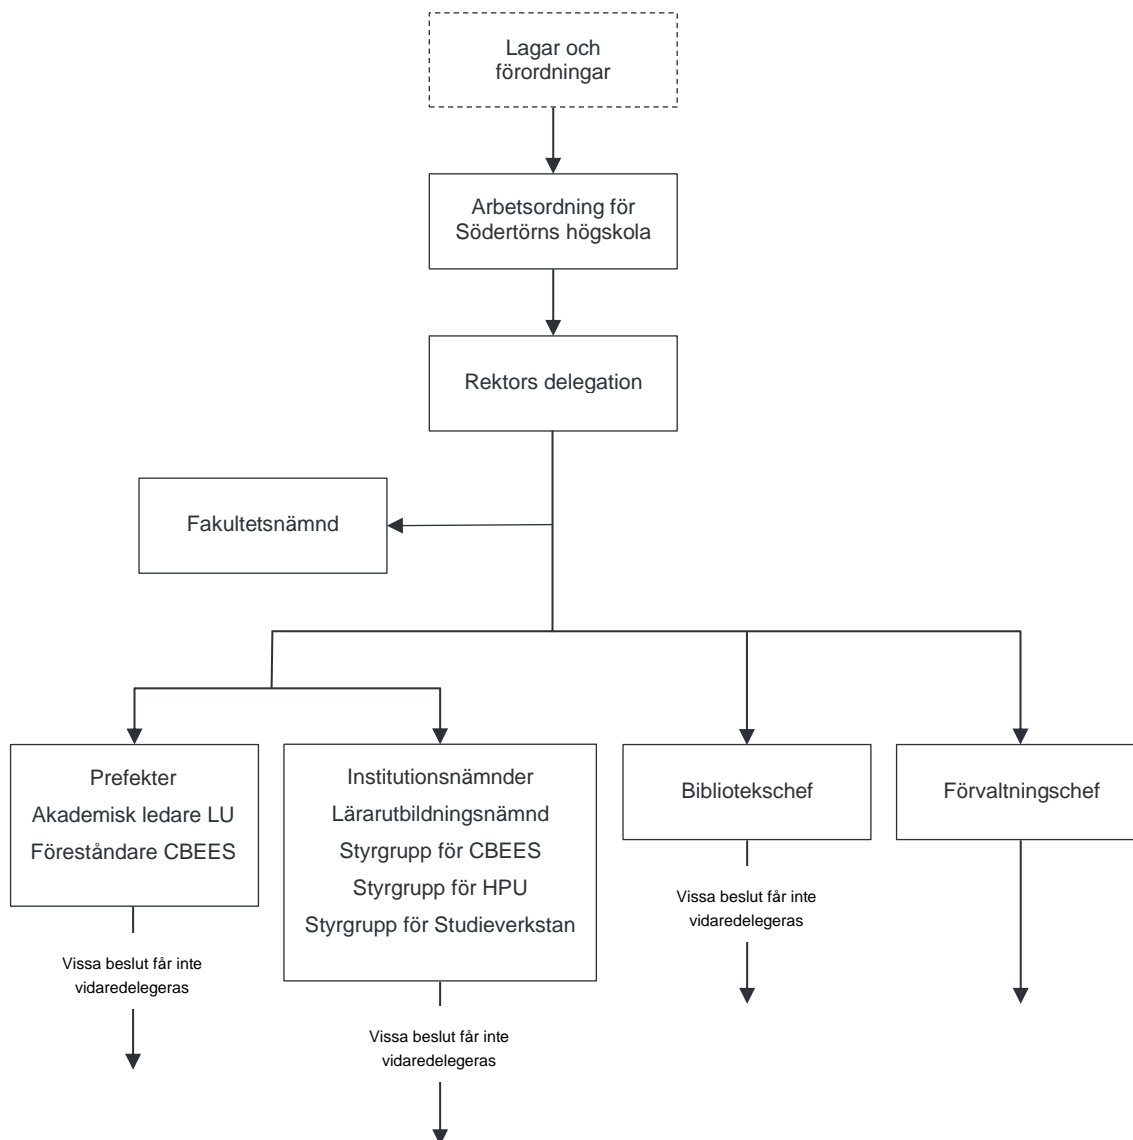 Lagar och
förordningar
Arbetsordning för
Södertörns högskola
Rektors delegation
Fakultetsnämnd
Prefekter
Akademisk ledare LU
Föreståndare CBEES
Institutionsnämnder
Lärarutbildningsnämnd
Styrgrupp för CBEES
Styrgrupp för HPU
Styrgrupp för Studieverkstan
Bibliotekschef
Förvaltningschef
Vissa beslut får inte
vidaredelegeras
Vissa beslut får inte
vidaredelegeras
Vissa beslut får inte
vidaredelegeras